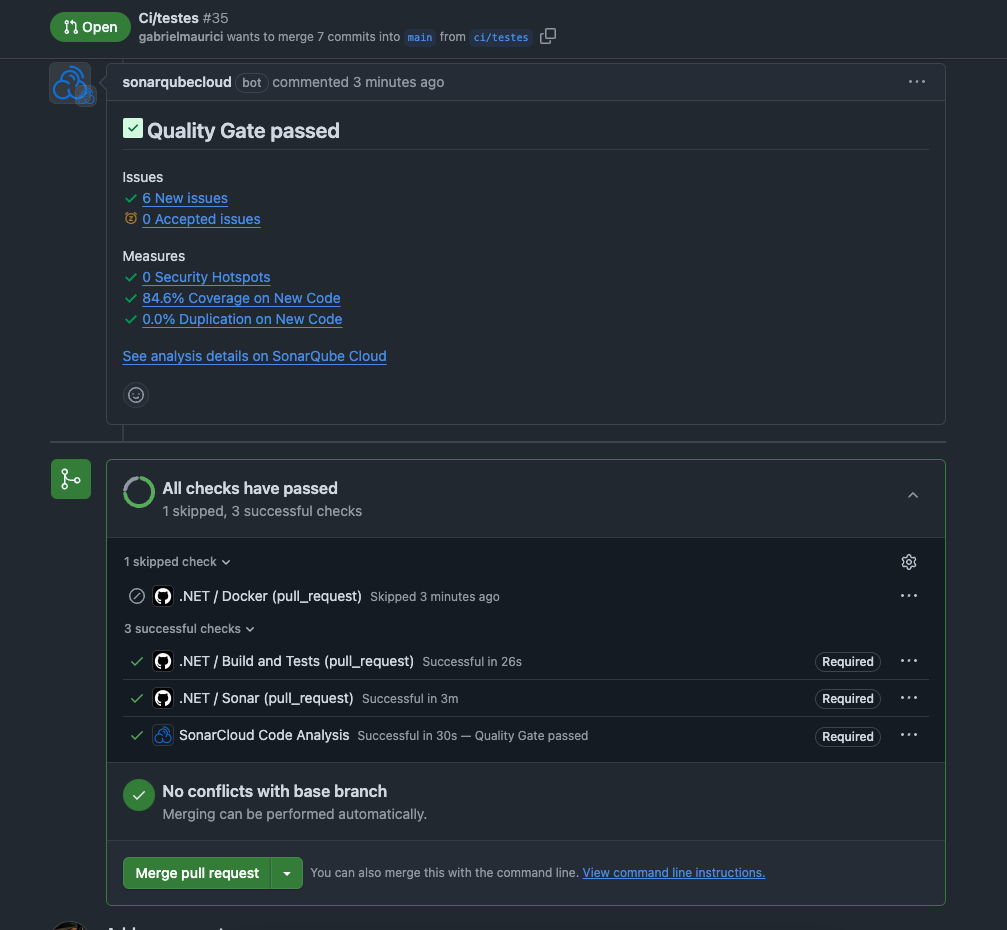 Open
Ci/testes #35
gabrielmaurici wants to merge 7 commits into main from ci/testes
sonarqubecloud bot commented 3 minutes ago
Quality Gate passed
Issues
6 New issues
0 Accepted issues
Measures
0 Security Hotspots
84.6% Coverage on New Code
0.0% Duplication on New Code
See analysis details on SonarQube Cloud
All checks have passed
1 skipped, 3 successful checks
1 skipped check
.NET / Docker (pull_request) Skipped 3 minutes ago
3 successful checks
.NET / Build and Tests (pull_request) Successful in 26s Required
.NET / Sonar (pull_request) Successful in 3m Required
SonarCloud Code Analysis Successful in 30s — Quality Gate passed Required
No conflicts with base branch
Merging can be performed automatically.
Merge pull request You can also merge this with the command line. View command line instructions.